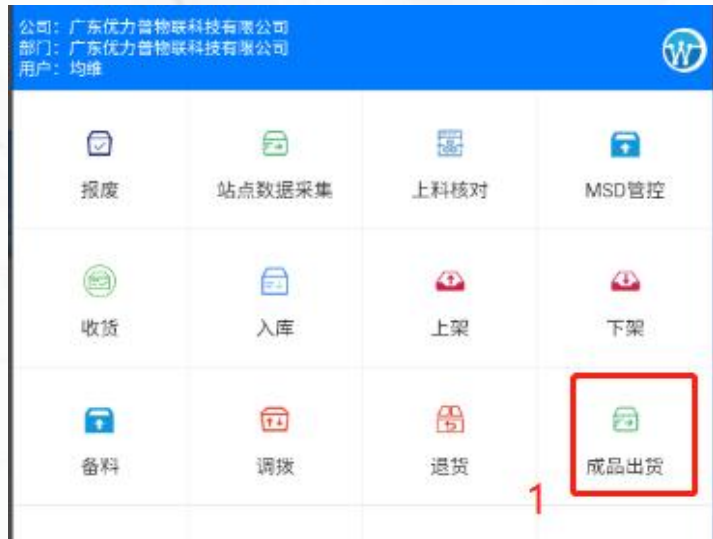 公司：广东优力普物联科技有限公司
部门：广东优力普物联科技有限公司
用户：均维
报废 站点数据采集 上料核对 MSD管控
收货 入库 上架 下架
备料 调拨 退货 成品出货
1